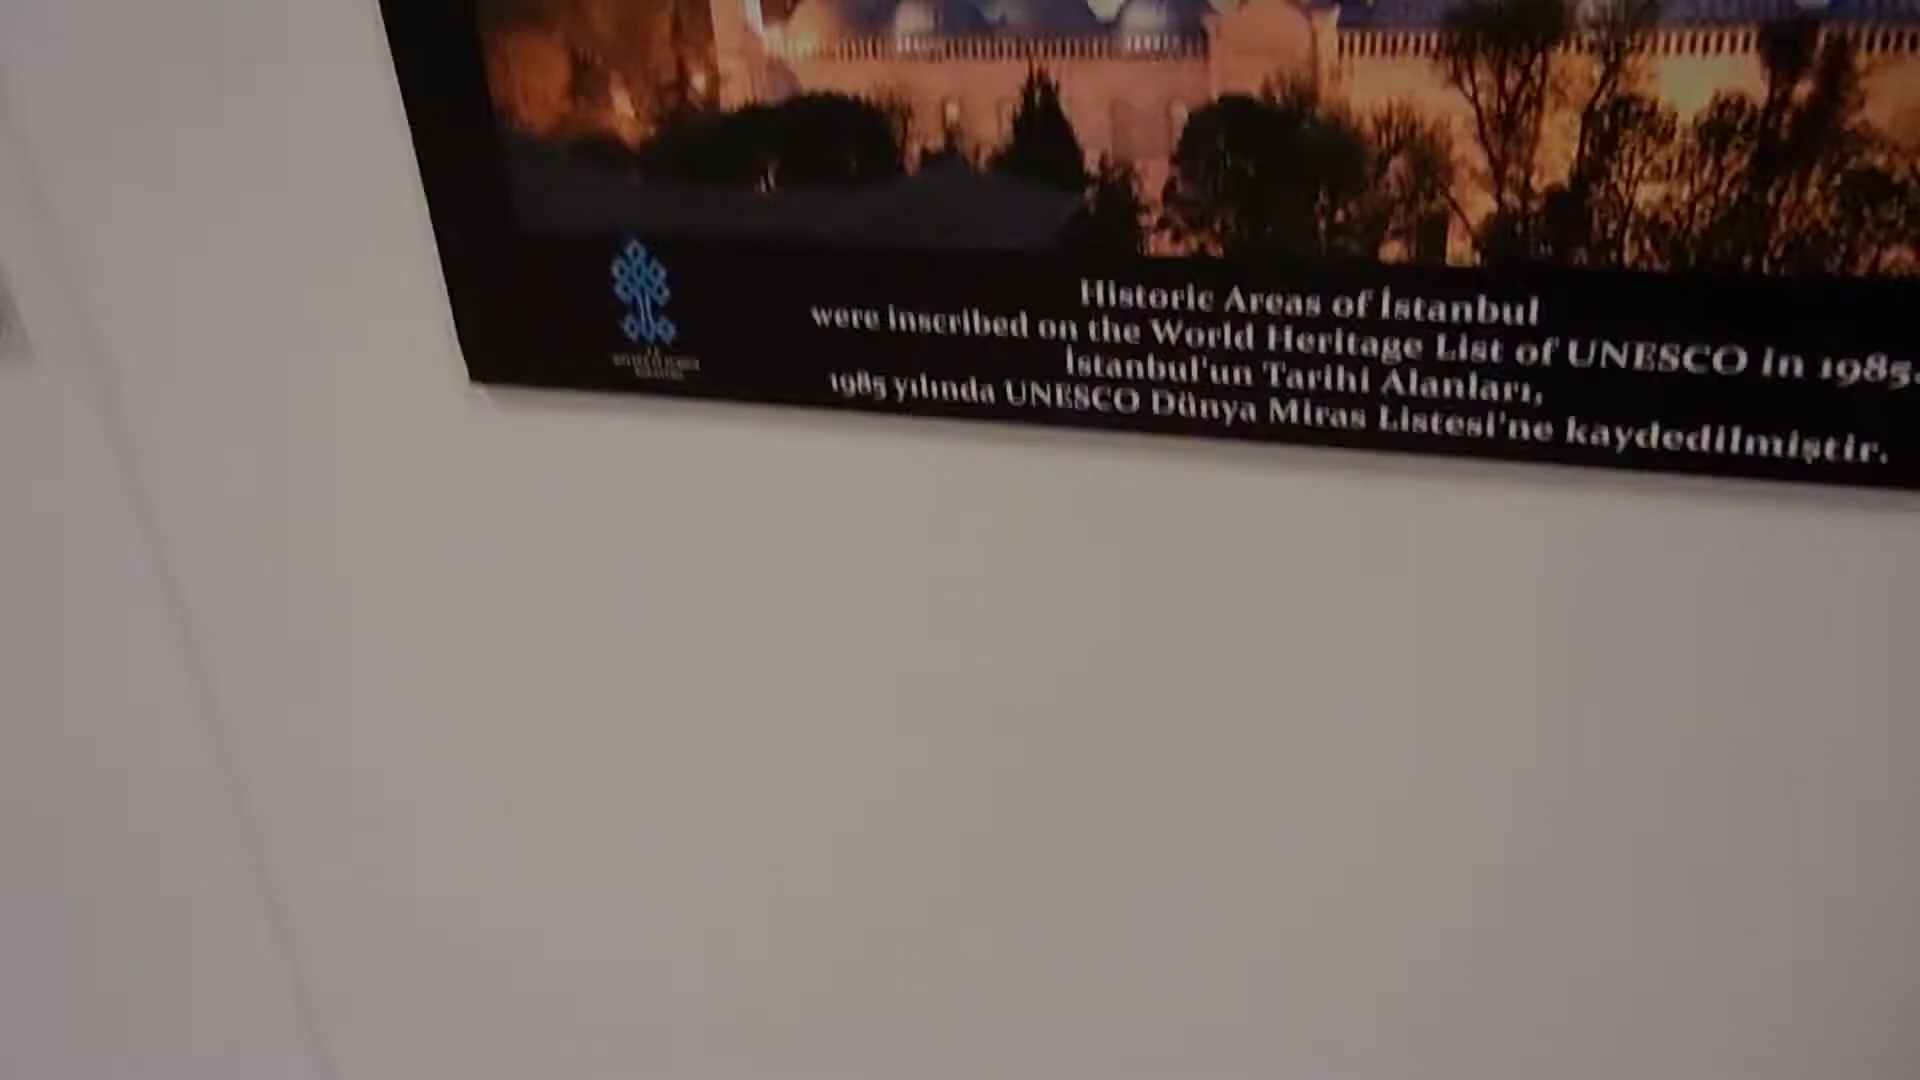 Historic Areas of İstanbul
were inscribed on the World Heritage List of UNESCO in 1985.
İstanbul'un Tarihi Alanları,
1985 yılında UNESCO Dünya Miras Listesi'ne kaydedilmiştir.